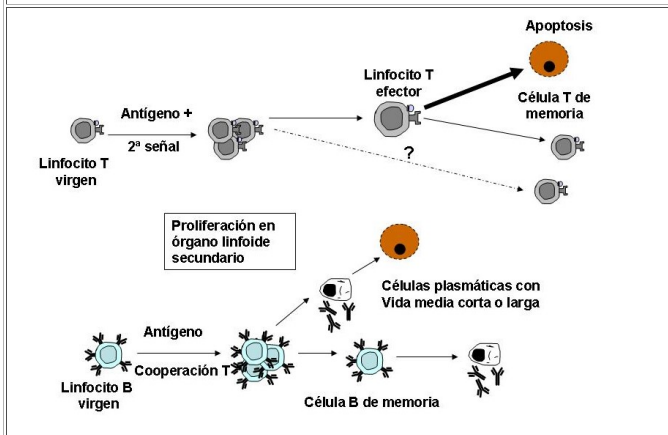 Apoptosis
Linfocito T
efector
Célula T de
memoria
Antígeno +
2ª señal
Linfocito T
virgen
?
Proliferación en
órgano linfoide
secundario
Células plasmáticas con
Vida media corta o larga
Antígeno
Cooperación T
Linfocito B
virgen
Célula B de memoria